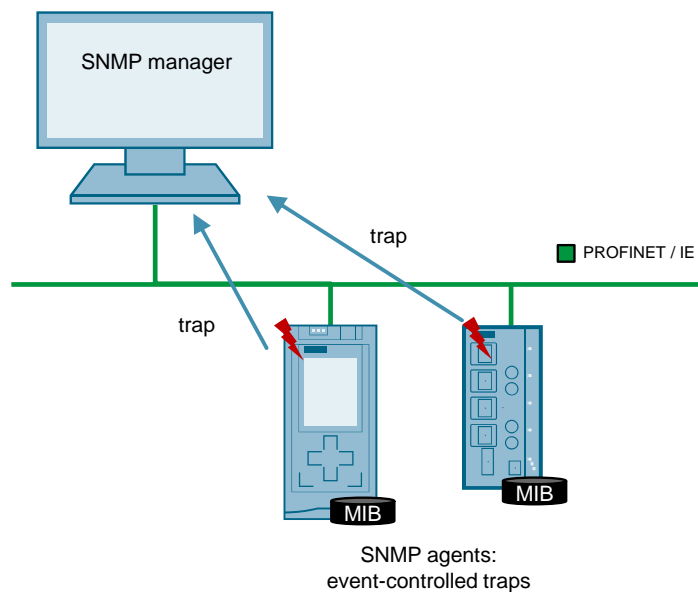 SNMP manager
trap
PROFINET / IE
trap
MIB
MIB
SNMP agents:
event-controlled traps